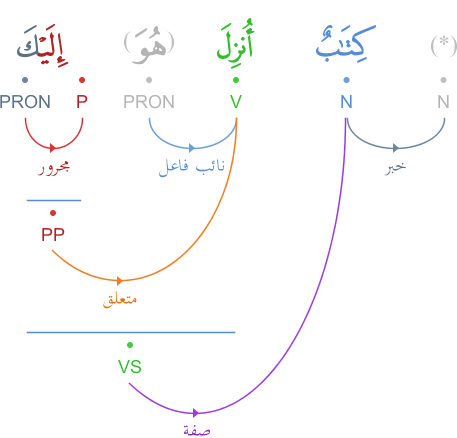 (*) كِتَـٰبٌ أُنزِلَ (هُوَ) إِلَيْكَ
N N V PRON P PRON
خبر نائب فاعل مجرور
PP
متعلق
VS
صفة